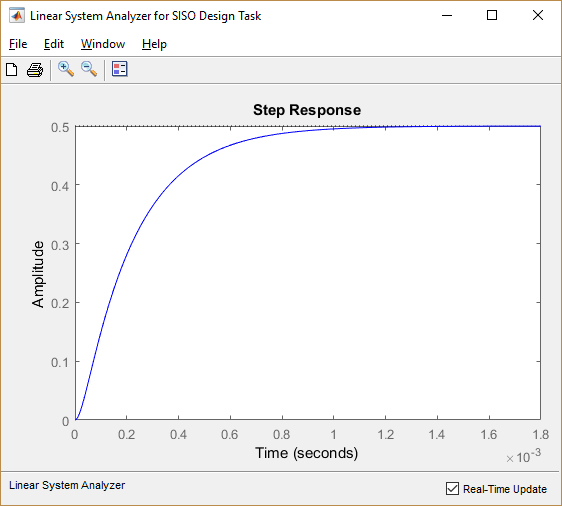 Linear System Analyzer for SISO Design Task
File Edit Window Help
Step Response
Amplitude
0.5
0.4
0.3
0.2
0.1
0
0 0.2 0.4 0.6 0.8 1 1.2 1.4 1.6 1.8
Time (seconds)
×10⁻³
Linear System Analyzer
Real-Time Update